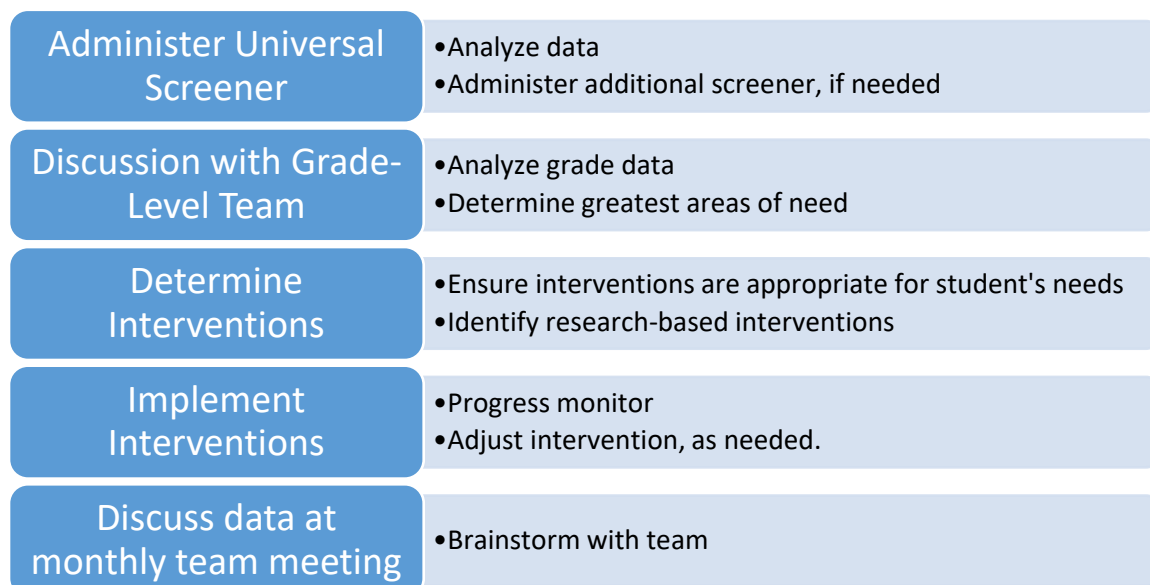 Administer Universal
Screener
•Analyze data
•Administer additional screener, if needed
Discussion with Grade-
Level Team
•Analyze grade data
•Determine greatest areas of need
Determine
Interventions
•Ensure interventions are appropriate for student's needs
•Identify research-based interventions
Implement
Interventions
•Progress monitor
•Adjust intervention, as needed.
Discuss data at
monthly team meeting
•Brainstorm with team